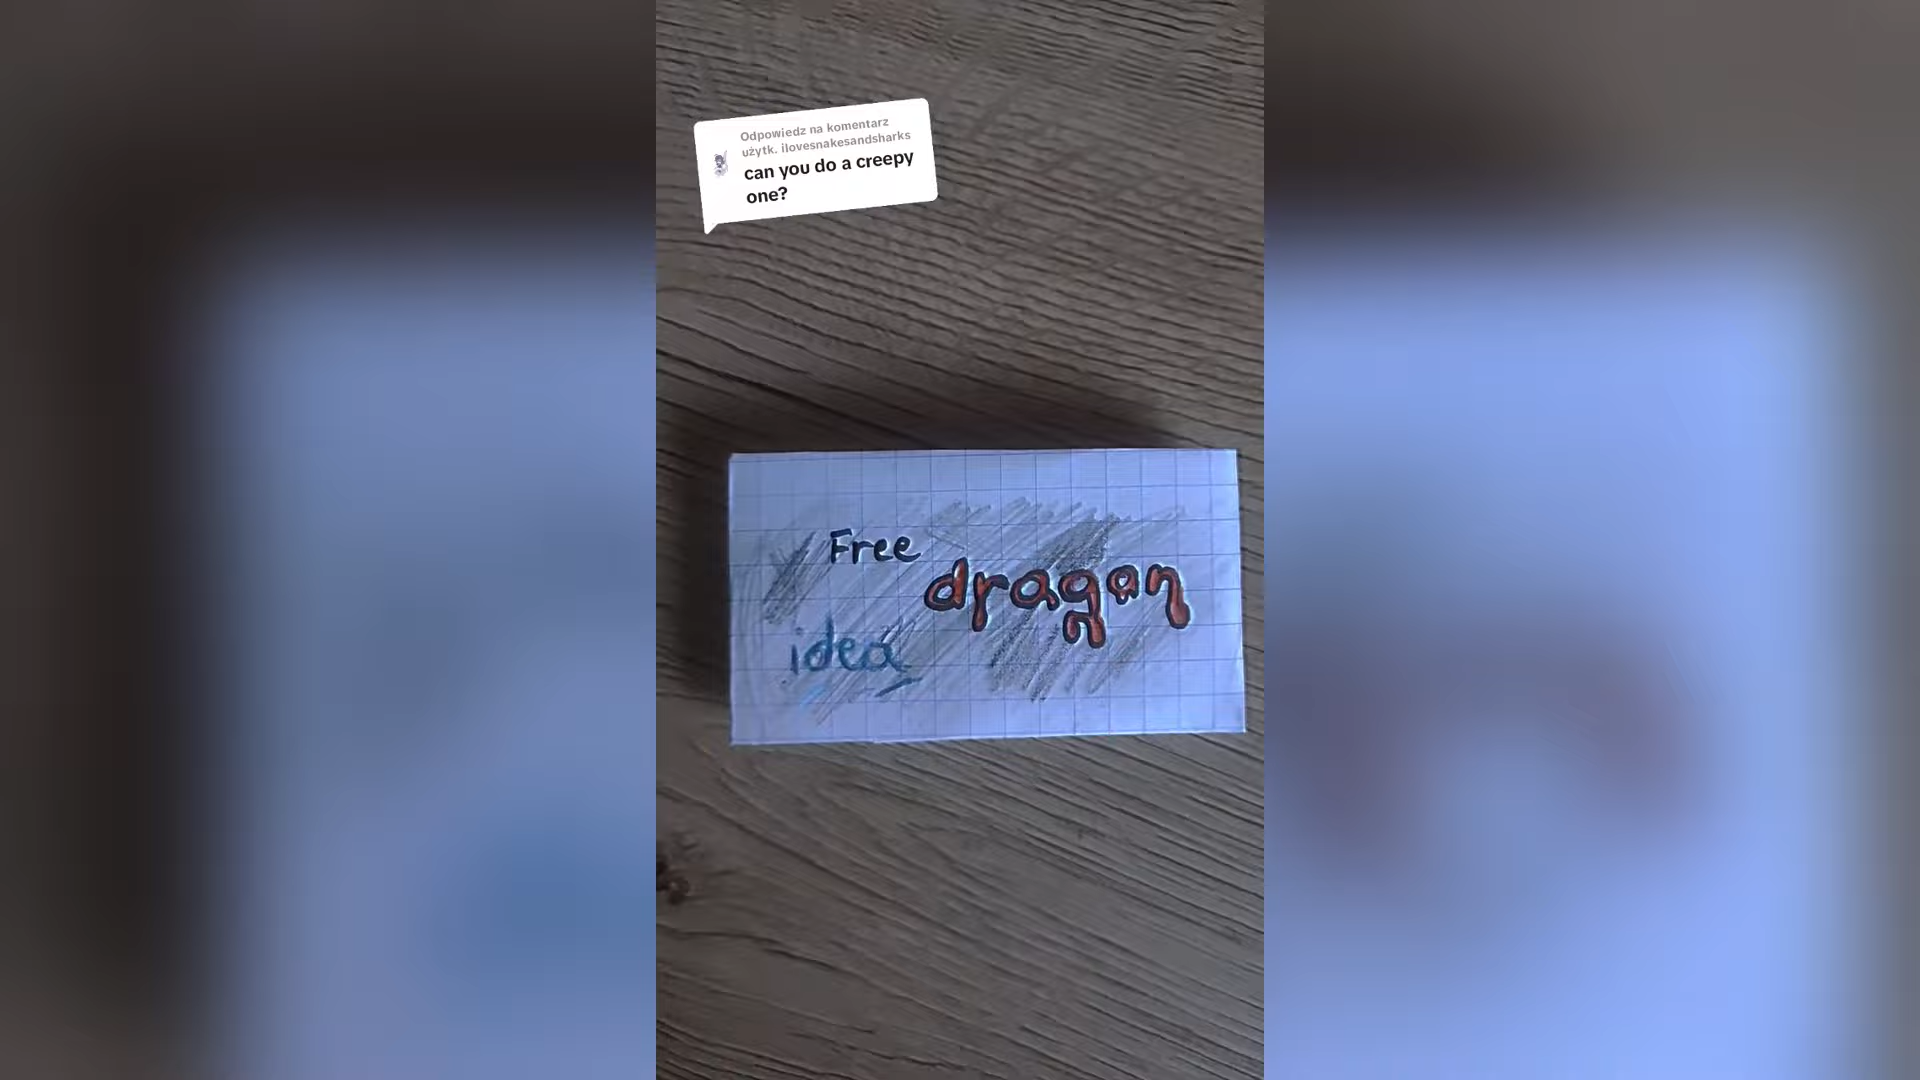 Odpowiedz na komentarz
użytk. ilovesnakesandsharks
can you do a creepy
one?
Free
dragon
idea